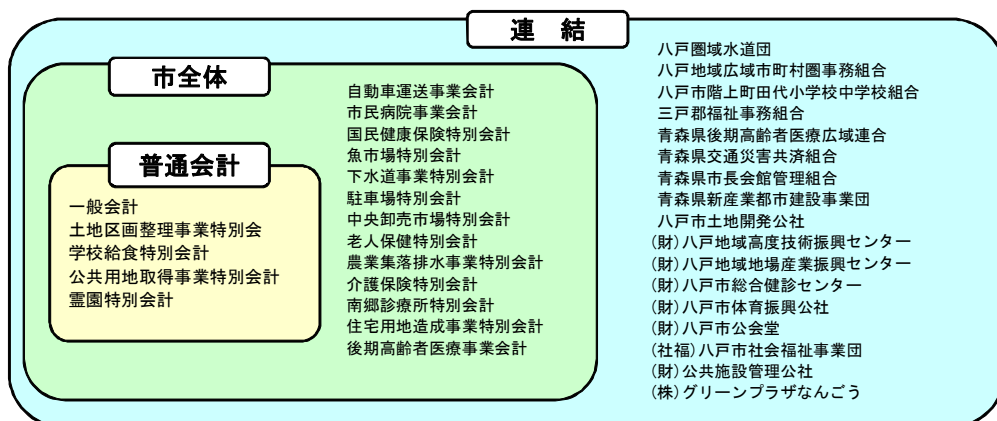 連 結
市全体
普通会計
一般会計
土地区画整理事業特別会
学校給食特別会計
公共用地取得事業特別会計
霊園特別会計
自動車運送事業会計
市民病院事業会計
国民健康保険特別会計
魚市場特別会計
下水道事業特別会計
駐車場特別会計
中央卸売市場特別会計
老人保健特別会計
農業集落排水事業特別会計
介護保険特別会計
南郷診療所特別会計
住宅用地造成事業特別会計
後期高齢者医療事業会計
八戸圏域水道団
八戸地域広域市町村圏事務組合
八戸市階上町田代小学校中学校組合
三戸郡福祉事務組合
青森県後期高齢者医療広域連合
青森県交通災害共済組合
青森県市長会館管理組合
青森県新産業都市建設事業団
八戸市土地開発公社
(財)八戸地域高度技術振興センター
(財)八戸地域地場産業振興センター
(財)八戸市総合健診センター
(財)八戸市体育振興公社
(財)八戸市公会堂
(社福)八戸市社会福祉事業団
(財)公共施設管理公社
(株)グリーンプラザなんごう